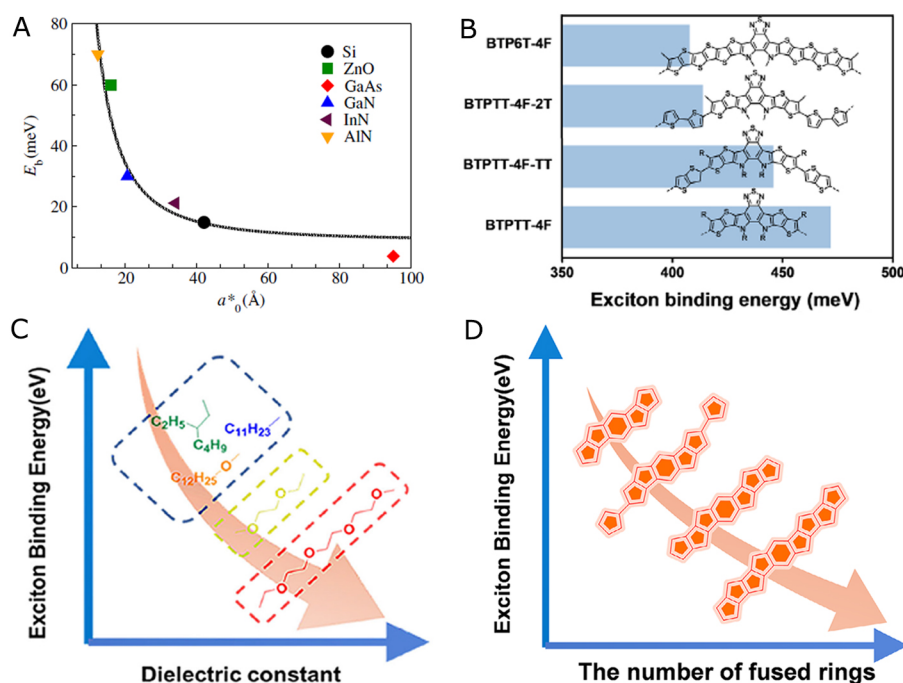 A
80
60
40
20
0
E_b (meV)
Si
ZnO
GaAs
GaN
InN
AlN
20
40
60
80
100
a*_0(Å)
B
BTP6T-4F
BTPTT-4F-2T
BTPTT-4F-TT
BTPTT-4F
350
400
450
500
Exciton binding energy (meV)
C
Exciton Binding Energy(eV)
C2H5
C4H9
C11H23
C12H25
O
Dielectric constant
D
Exciton Binding Energy(eV)
The number of fused rings